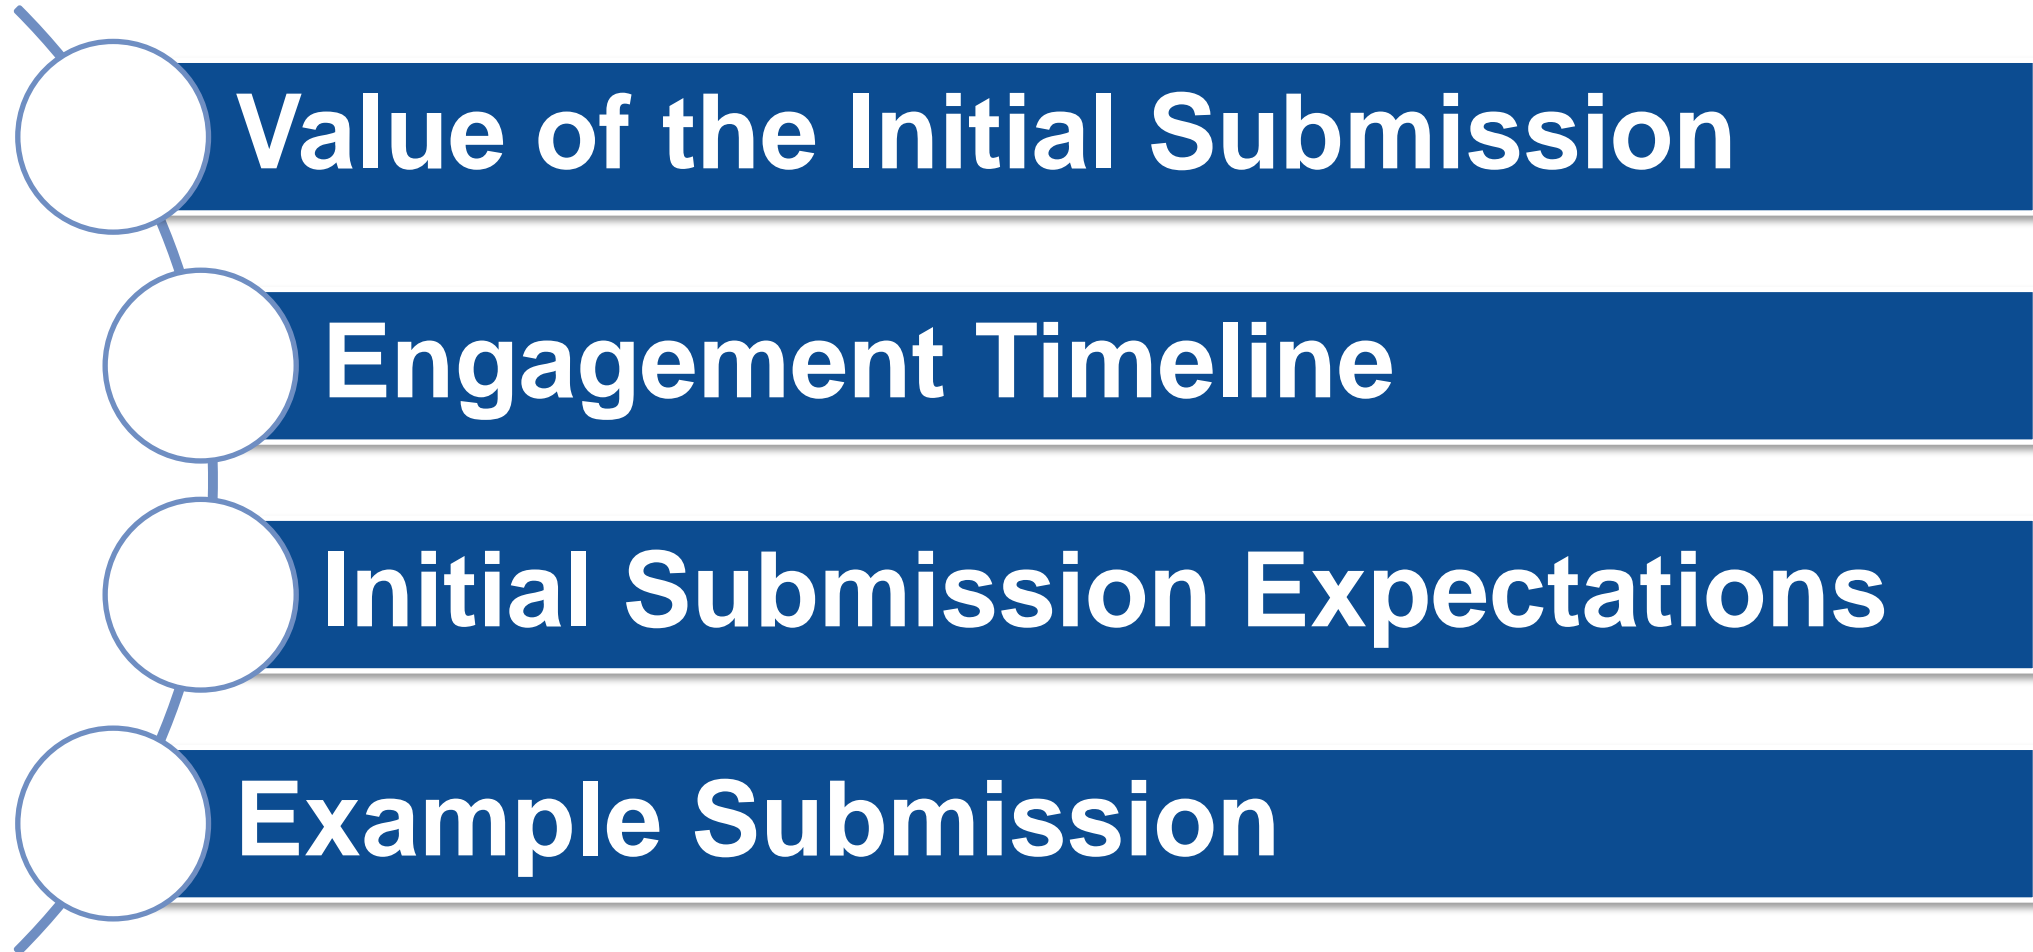 Value of the Initial Submission
Engagement Timeline
Initial Submission Expectations
Example Submission